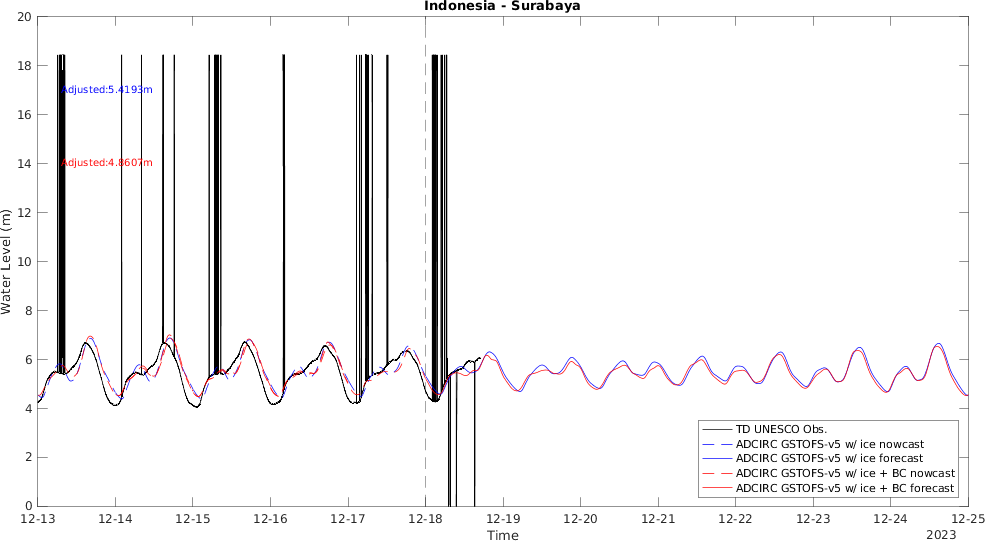 Indonesia - Surabaya
Water Level (m)
20
18
16
14
12
10
8
6
4
2
0
Adjusted:5.4193m
Adjusted:4.8607m
TD UNESCO Obs.
ADCIRC GSTOFS-v5 w/ ice nowcast
ADCIRC GSTOFS-v5 w/ ice forecast
ADCIRC GSTOFS-v5 w/ ice + BC nowcast
ADCIRC GSTOFS-v5 w/ ice + BC forecast
12-13 12-14 12-15 12-16 12-17 12-18 12-19 12-20 12-21 12-22 12-23 12-24 12-25
Time
2023